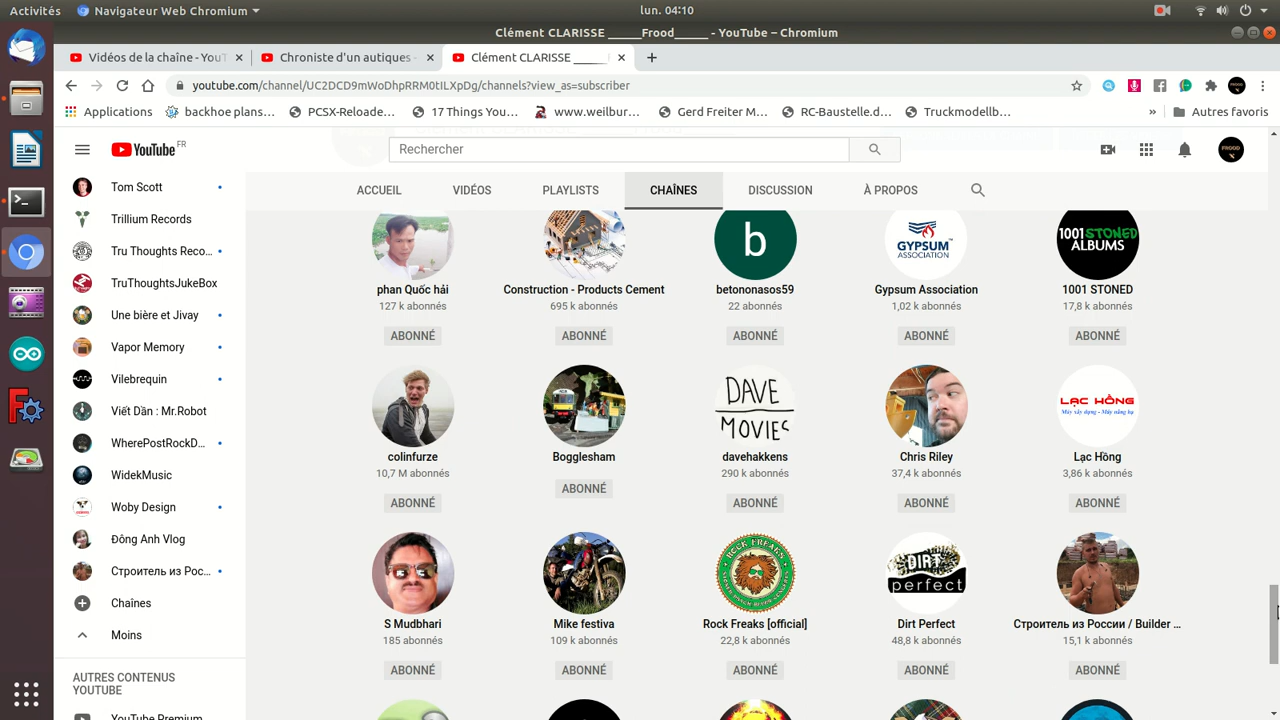 Activités
Navigateur Web Chromium
lun. 04:10
Clément CLARISSE _____Frood_____ - YouTube – Chromium
Vidéos de la chaîne - YouT
Chroniste d'un autiques -
Clément CLARISSE _____
youtube.com/channel/UC2DCD9mWoDhpRRM0tILXpDg/channels?view_as=subscriber
Applications
backhoe plans…
PCSX-Reloade…
17 Things You…
www.weilbur…
Gerd Freiter M…
RC-Baustelle.d…
Truckmodellb…
»
Autres favoris
YouTube FR
Rechercher
FROOD
ACCUEIL
VIDÉOS
PLAYLISTS
CHAÎNES
DISCUSSION
À PROPOS
Tom Scott
Trillium Records
Tru Thoughts Reco…
TruThoughtsJukeBox
Une bière et Jivay
Vapor Memory
Vilebrequin
Viết Dần : Mr.Robot
WherePostRockD…
WidekMusic
Woby Design
Đông Anh Vlog
Строитель из Рос…
Chaînes
Moins
AUTRES CONTENUS
YOUTUBE
YouTube Premium
b
GYPSUM
ASSOCIATION
1001 STONED
ALBUMS
phan Quốc hải
Construction - Products Cement
betononasos59
Gypsum Association
1001 STONED
127 k abonnés
695 k abonnés
22 abonnés
1,02 k abonnés
17,8 k abonnés
ABONNÉ
ABONNÉ
ABONNÉ
ABONNÉ
ABONNÉ
DAVE
MOVIES
LẠC HỒNG
colinfurze
Bogglesham
davehakkens
Chris Riley
Lạc Hồng
10,7 M abonnés
290 k abonnés
37,4 k abonnés
3,86 k abonnés
ABONNÉ
ABONNÉ
ABONNÉ
ABONNÉ
ABONNÉ
ROCK FREAKS
DIRT
perfect
S Mudbhari
Mike festiva
Rock Freaks [official]
Dirt Perfect
Строитель из России / Builder …
185 abonnés
109 k abonnés
22,8 k abonnés
48,8 k abonnés
15,1 k abonnés
ABONNÉ
ABONNÉ
ABONNÉ
ABONNÉ
ABONNÉ